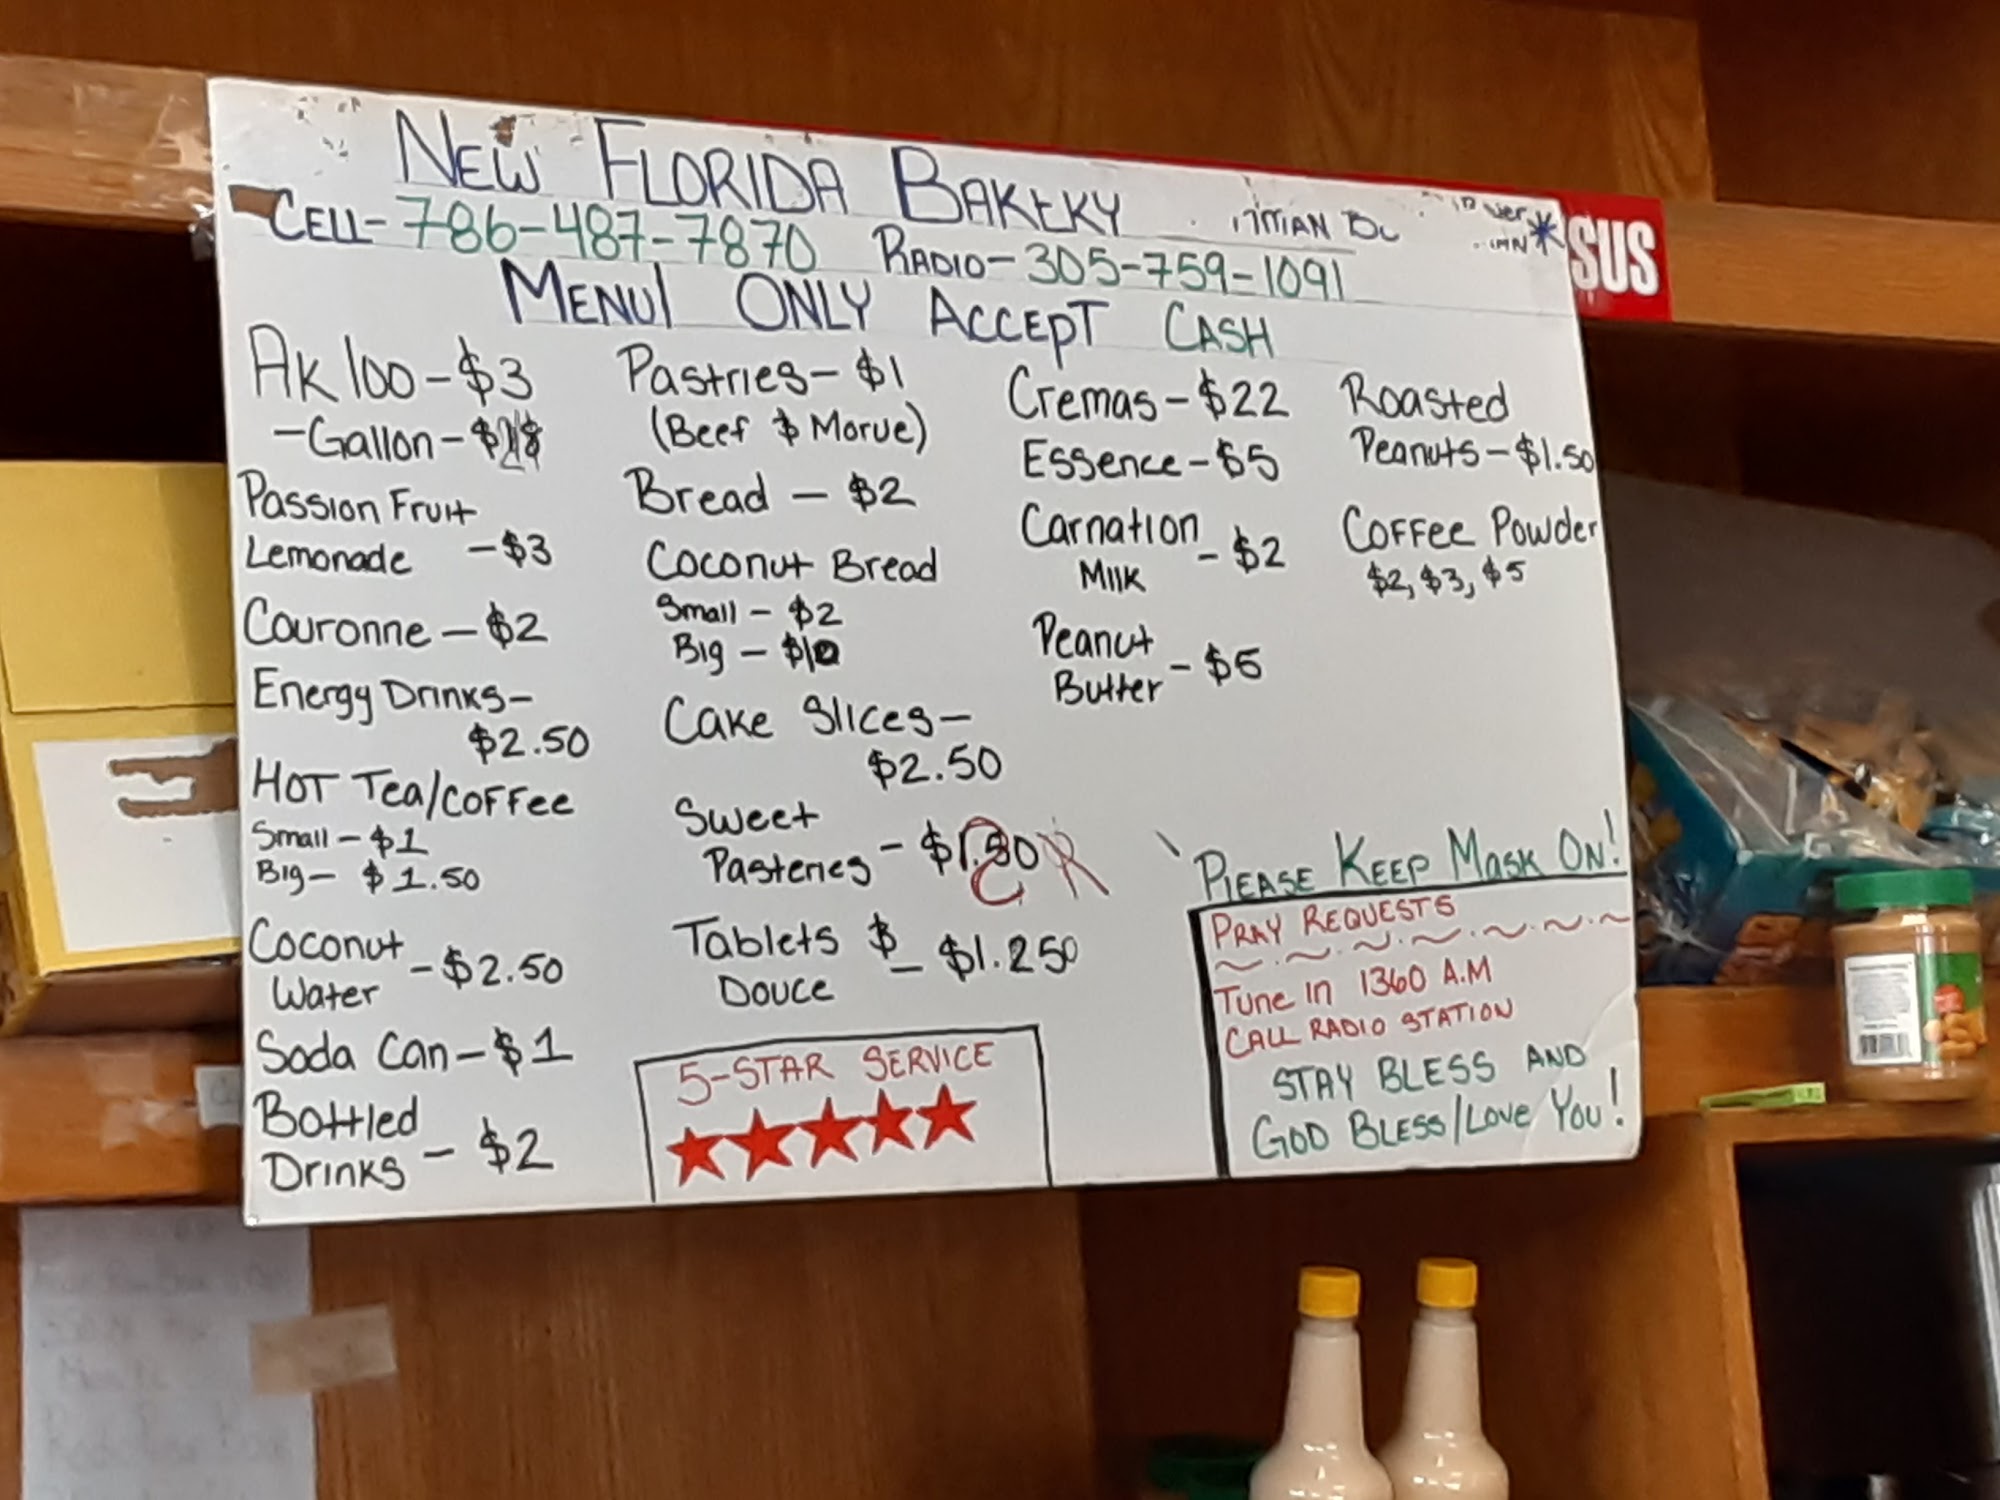 NEW FLORIDA BAKERY
CELL-786-487-7870 RADIO-305-759-1091
MENU| ONLY ACCEPT CASH
AK100-$3
-Gallon-
Passion Fruit
Lemonade -$3
Couronne-$2
Energy Drinks-
$2.50
HOT Tea/COFFee
Small-$1
Big-$1.50
Coconut
Water -$2.50
Soda Can-$1
Bottled
Drinks -$2
Pastries-$1
(Beef $ Morue)
Bread-$2
Coconut Bread
Small-$2
Big-$10
Cake Slices-
$2.50
Sweet
Pasteries -
Tablets $
Douce -$1.250
5-STAR SERVICE
Cremas-$22
Essence-$5
Carnation
Milk -$2
Peanut
Butter -$5
Roasted
Peanuts-$1.50
Coffee Powder
$2, $3, $5
PLEASE KEEP MASK ON!
PRAY REQUESTS
TUNE IN 1360 A.M
CALL RADIO STATION
STAY BLESS AND
GOD BLESS/LOVE YOU!
SUS